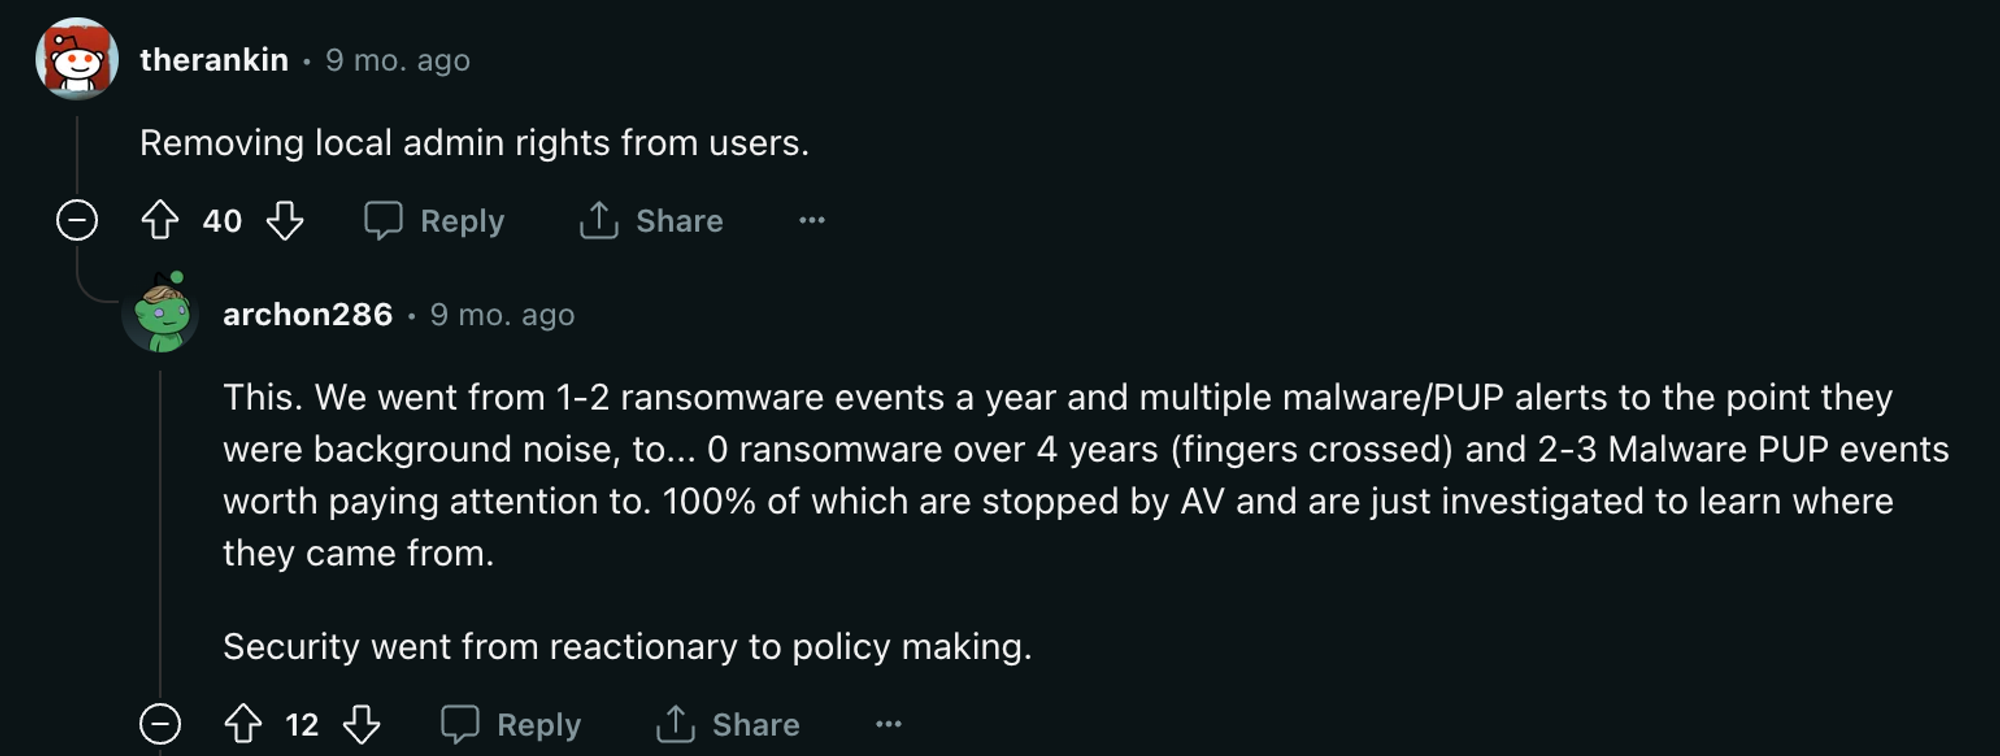 therankin • 9 mo. ago
Removing local admin rights from users.
40 Reply Share ...
archon286 • 9 mo. ago
This. We went from 1-2 ransomware events a year and multiple malware/PUP alerts to the point they
were background noise, to... 0 ransomware over 4 years (fingers crossed) and 2-3 Malware PUP events
worth paying attention to. 100% of which are stopped by AV and are just investigated to learn where
they came from.
Security went from reactionary to policy making.
12 Reply Share ...